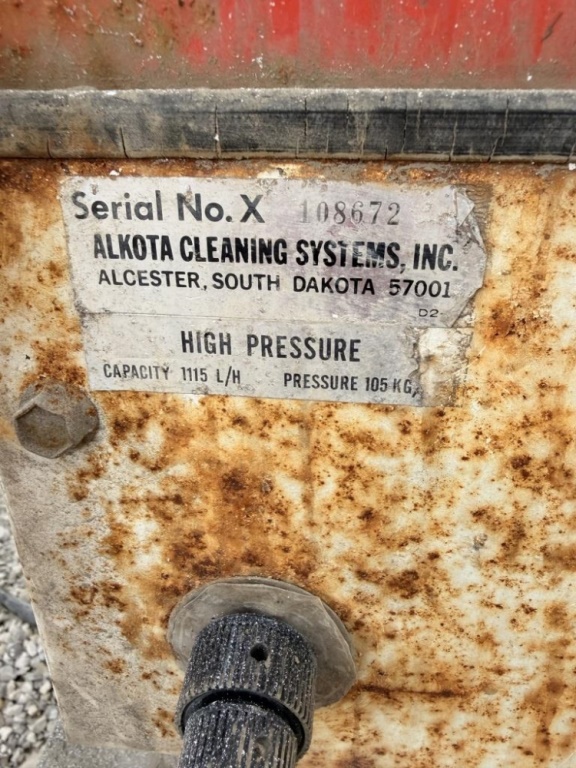 Serial No. X 108672
ALKOTA CLEANING SYSTEMS, INC.
ALCESTER, SOUTH DAKOTA 57001
D2
HIGH PRESSURE
CAPACITY 1115 L/H PRESSURE 105 KG